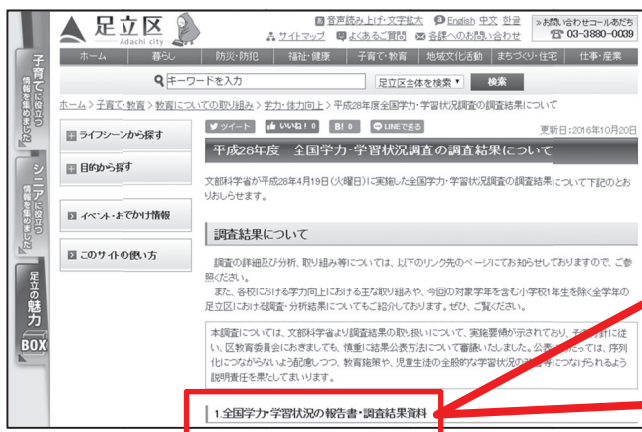 足立区
Adachi city
音声読み上げ・文字拡大 English 中文 한글
サイトマップ よくあるご質問 各課へのお問い合わせ
»お問い合わせコールあだち
03-3880-0039
ホーム 暮らし 防災・防犯 福祉・健康 子育て・教育 地域文化活動 まちづくり・住宅 仕事・産業
キーワードを入力 足立区全体を検索▼ 検索
ホーム > 子育て・教育 > 教育についての取り組み > 学力・体力向上 > 平成28年度全国学力・学習状況調査の調査結果について
子育てに役立つ
情報を集めました
シニアに役立つ
情報を集めました
足立の魅力
BOX
ライフシーンから探す
目的から探す
イベント・おでかけ情報
このサイトの使い方
ツイート いいね! 0 B! 0 LINEで送る
更新日:2016年10月20日
平成28年度 全国学力・学習状況調査の調査結果について
文部科学省が平成28年4月19日(火曜日)に実施した全国学力・学習状況調査の調査結果について下記のとお
りお知らせます。
調査結果について
調査の詳細及び分析、取り組み等については、以下のリンク先のページにてお知らせしておりますので、ご参
照ください。
また、各校における学力向上における主な取り組みや、今回の対象学年を含む小学校1年生を除く全学年の
足立区における調査・分析結果についてもご紹介しております。ぜひ、ご覧ください。
本調査については、文部科学省より調査結果の取り扱いについて、実施要領が示されており、その方針に従
い、区教育委員会におきましても、慎重に結果公表方法について審議いたしました。公表にあたっては、序列
化につながらないよう配慮しつつ、教育施策や、児童生徒の全般的な学習状況の改善等につなげられるよう
説明責任を果たしてまいります。
1.全国学力・学習状況の報告書・調査結果資料